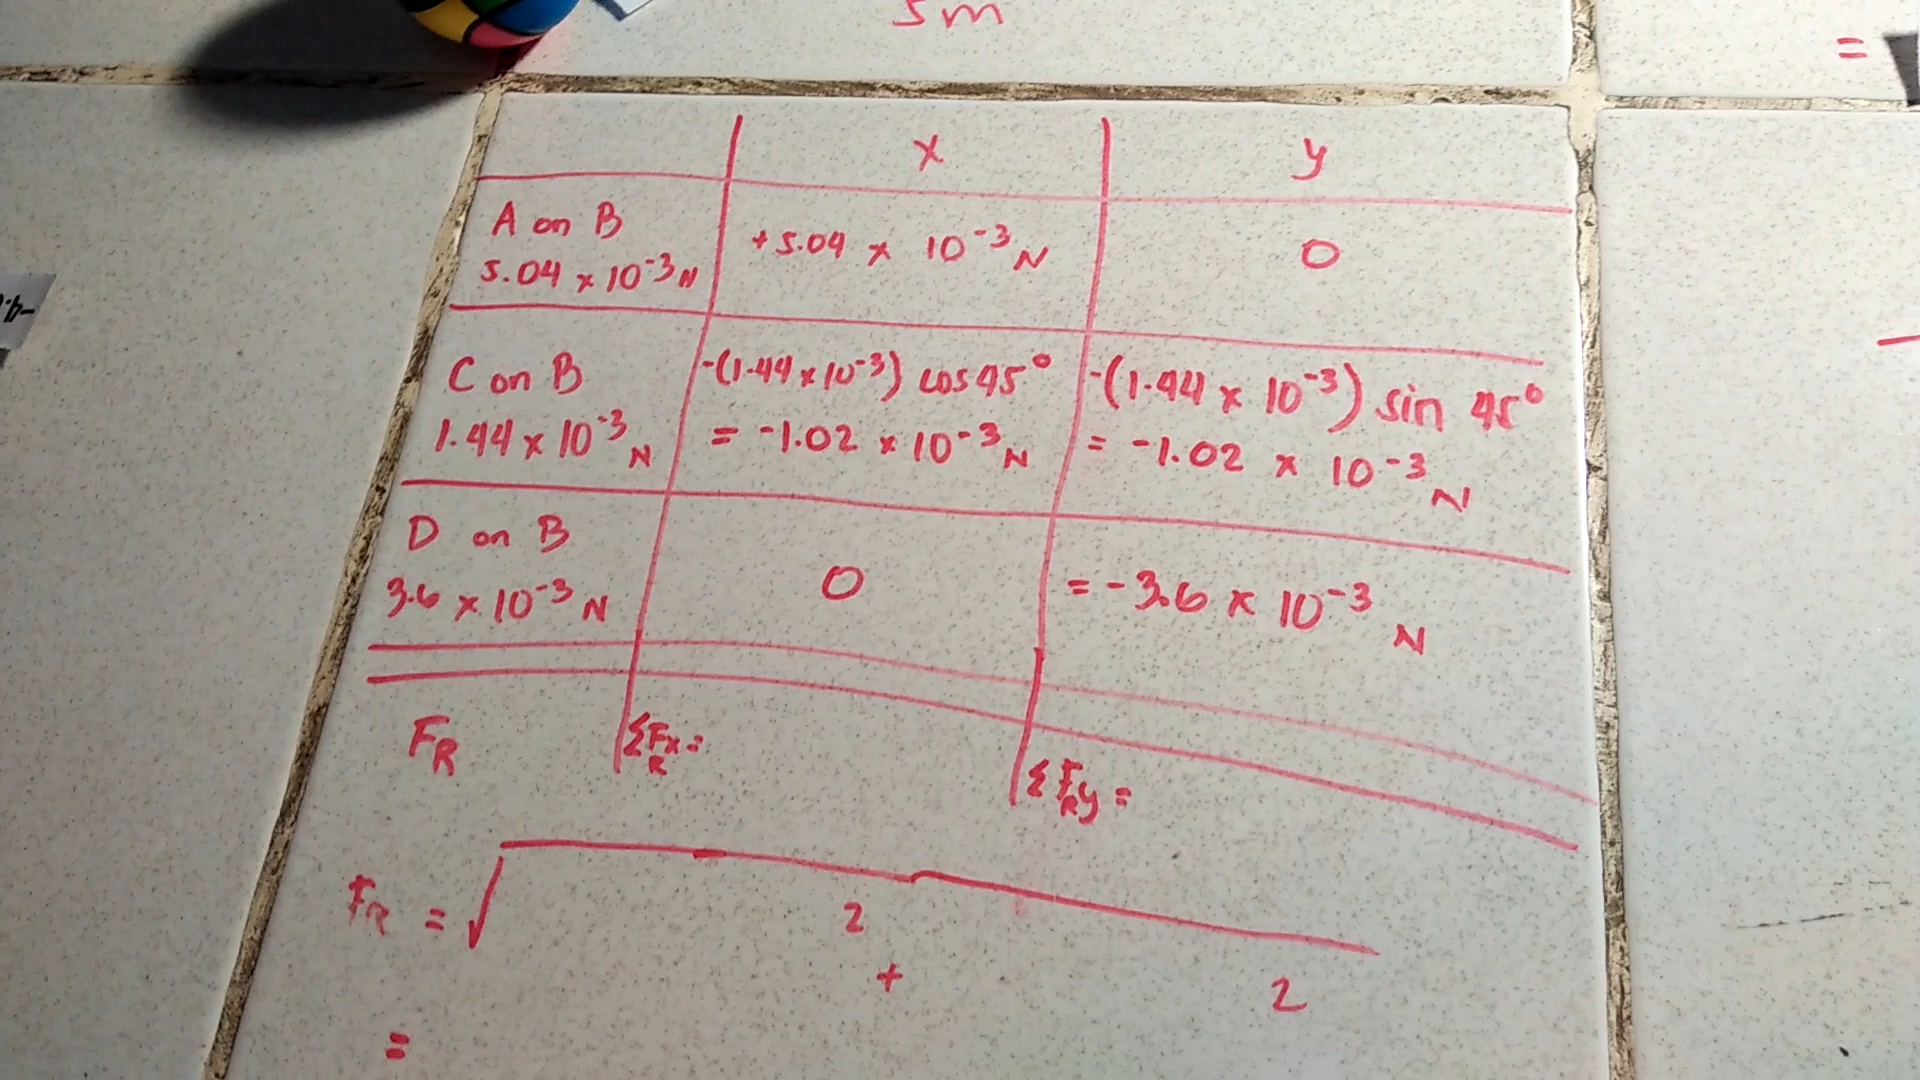 5m
=
x y
A on B
5.04 x 10⁻³ N
+5.04 x 10⁻³ N
0
C on B
1.44 x 10⁻³ N
-(1.44 x 10⁻³) cos 45°
= -1.02 x 10⁻³ N
-(1.44 x 10⁻³) sin 45°
= -1.02 x 10⁻³ N
D on B
3.6 x 10⁻³ N
0
= -3.6 x 10⁻³ N
FR
ΣFRx =
ΣFRy =
FR = √ 2 + 2
=